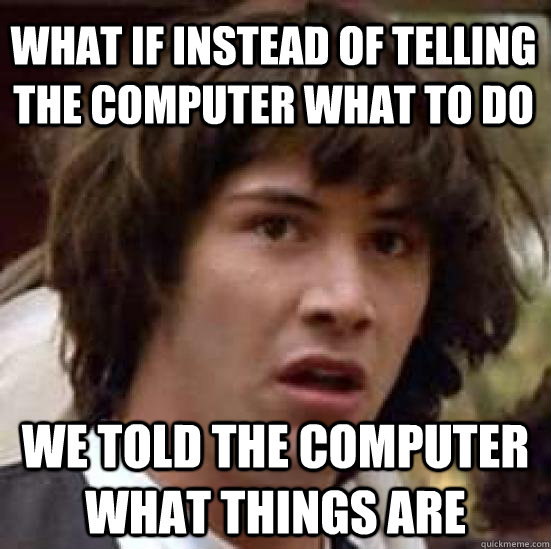 WHAT IF INSTEAD OF TELLING
THE COMPUTER WHAT TO DO
WE TOLD THE COMPUTER
WHAT THINGS ARE
quickmeme.com